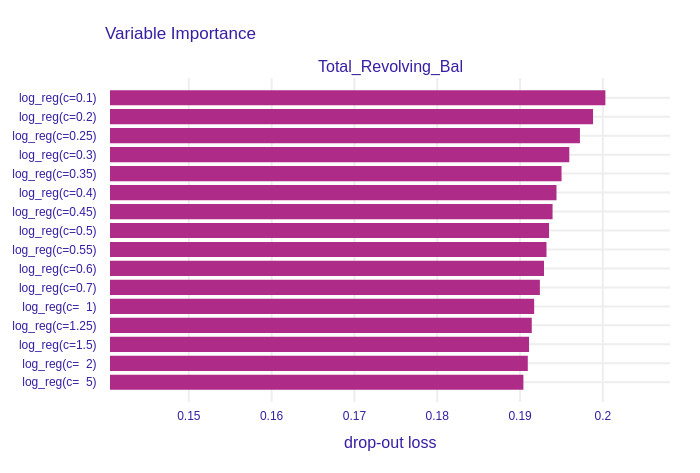 Variable Importance
Total_Revolving_Bal
log_reg(c=0.1)
log_reg(c=0.2)
log_reg(c=0.25)
log_reg(c=0.3)
log_reg(c=0.35)
log_reg(c=0.4)
log_reg(c=0.45)
log_reg(c=0.5)
log_reg(c=0.55)
log_reg(c=0.6)
log_reg(c=0.7)
log_reg(c=  1)
log_reg(c=1.25)
log_reg(c=1.5)
log_reg(c=  2)
log_reg(c=  5)
0.15 0.16 0.17 0.18 0.19 0.2
drop-out loss